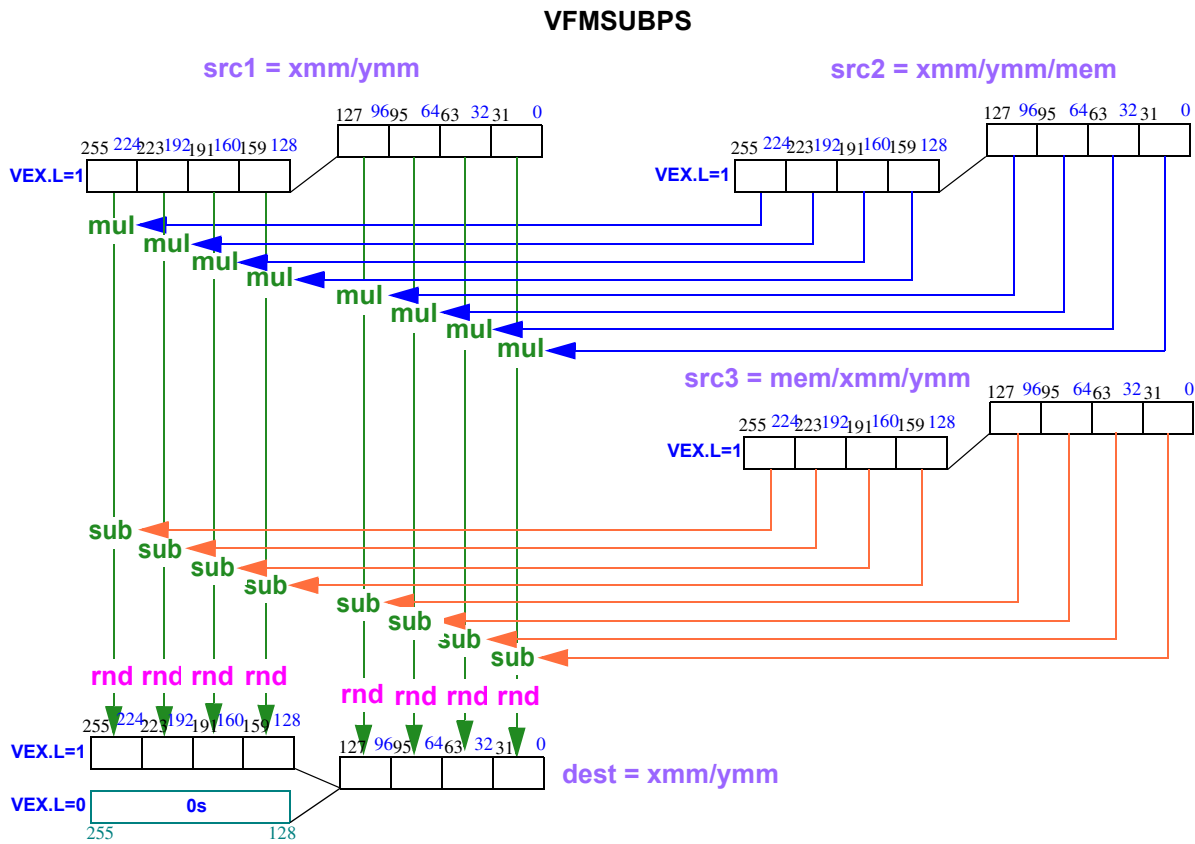 VFMSUBPS
src1 = xmm/ymm
src2 = xmm/ymm/mem
127 96 95 64 63 32 31 0
127 96 95 64 63 32 31 0
255 224 223 192 191 160 159 128
255 224 223 192 191 160 159 128
VEX.L=1
VEX.L=1
mul
mul
mul
mul
mul
mul
mul
mul
src3 = mem/xmm/ymm
127 96 95 64 63 32 31 0
255 224 223 192 191 160 159 128
VEX.L=1
sub
sub
sub
sub
sub
sub
sub
sub
rnd rnd rnd rnd
rnd rnd rnd rnd
255 224 223 192 191 160 159 128
127 96 95 64 63 32 31 0
VEX.L=1
dest = xmm/ymm
VEX.L=0
0s
255 128